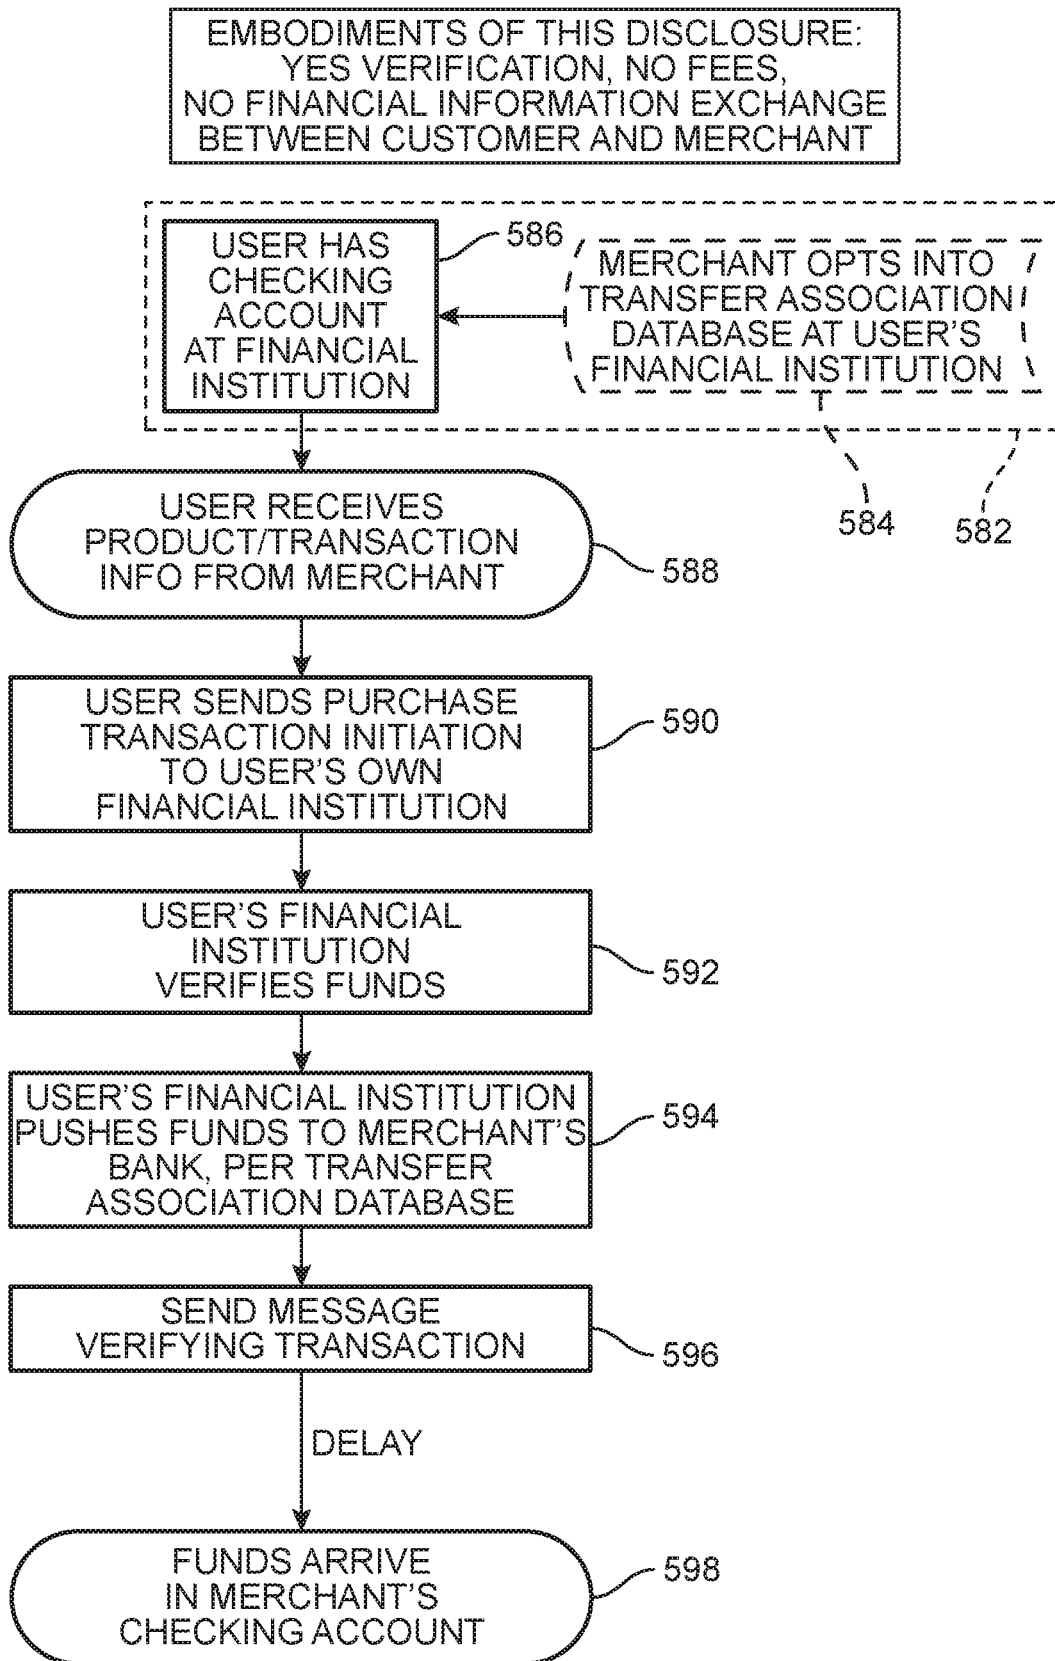 EMBODIMENTS OF THIS DISCLOSURE:
YES VERIFICATION, NO FEES,
NO FINANCIAL INFORMATION EXCHANGE
BETWEEN CUSTOMER AND MERCHANT
USER HAS
CHECKING
ACCOUNT
AT FINANCIAL
INSTITUTION
586
MERCHANT OPTS INTO
TRANSFER ASSOCIATION
DATABASE AT USER'S
FINANCIAL INSTITUTION
584
582
USER RECEIVES
PRODUCT/TRANSACTION
INFO FROM MERCHANT
588
USER SENDS PURCHASE
TRANSACTION INITIATION
TO USER'S OWN
FINANCIAL INSTITUTION
590
USER'S FINANCIAL
INSTITUTION
VERIFIES FUNDS
592
USER'S FINANCIAL INSTITUTION
PUSHES FUNDS TO MERCHANT'S
BANK, PER TRANSFER
ASSOCIATION DATABASE
594
SEND MESSAGE
VERIFYING TRANSACTION
596
DELAY
FUNDS ARRIVE
IN MERCHANT'S
CHECKING ACCOUNT
598